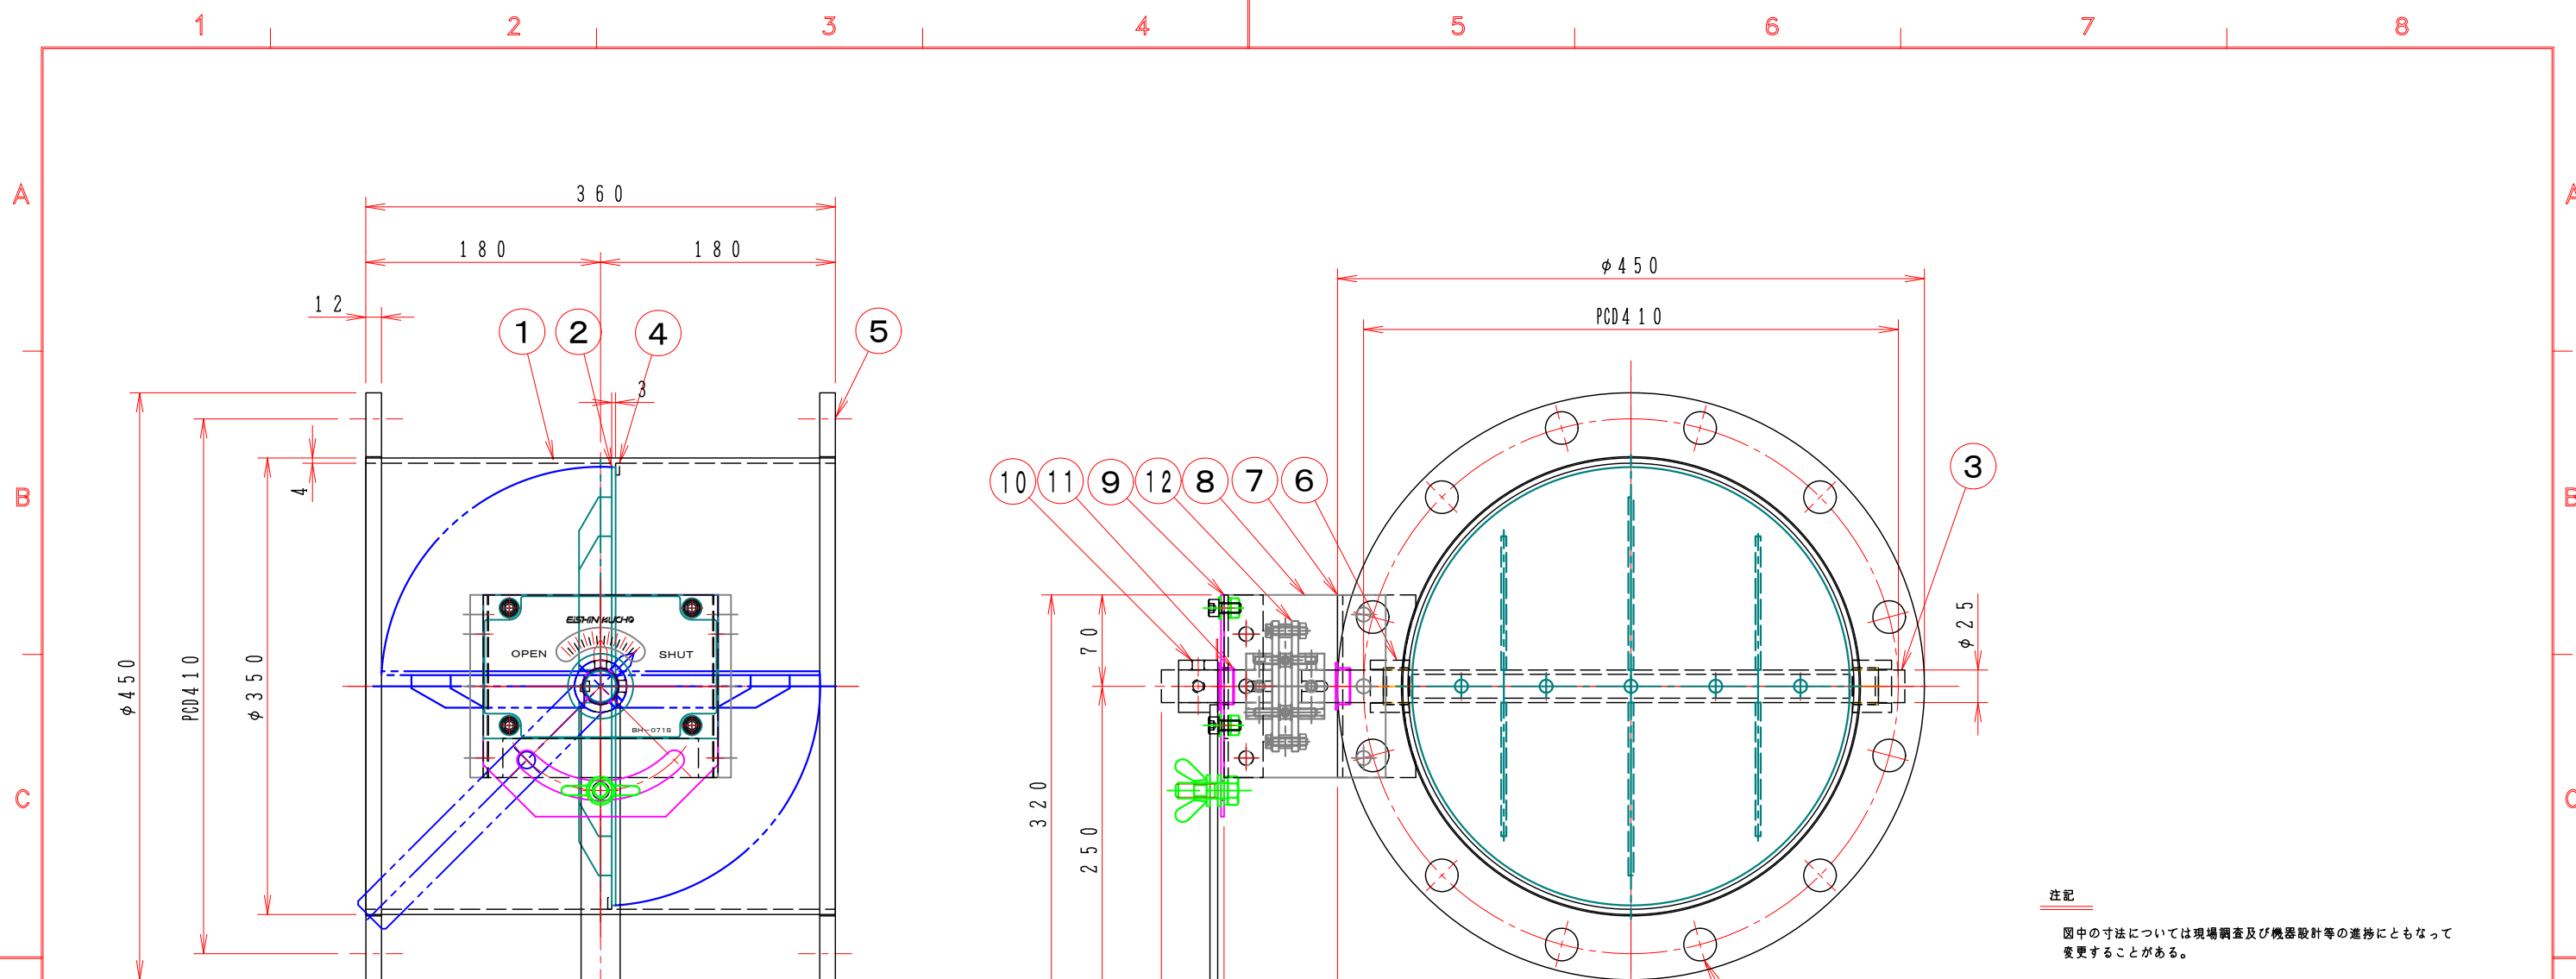 1 2 3 4 5 6 7 8
A A
360
180 180
φ450
12
PCD410
1 2 4 5
3
3
4
10 11 9 12 8 7 6
B B
EISHIN KUCHO
OPEN SHUT
φ25
70
φ450
PCD410
φ350
BH-071S
320
250
C C
注記
図中の寸法については現場調査及び機器設計等の進捗にともなって
変更することがある。